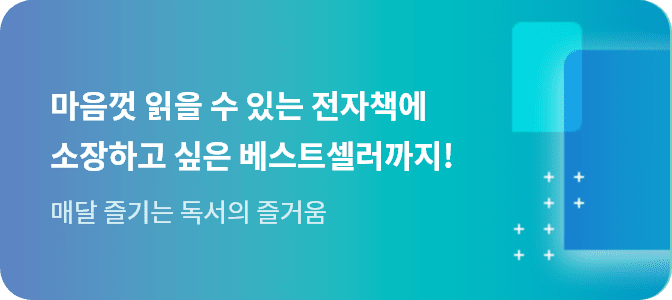 마음껏 읽을 수 있는 전자책에
소장하고 싶은 베스트셀러까지!
매달 즐기는 독서의 즐거움